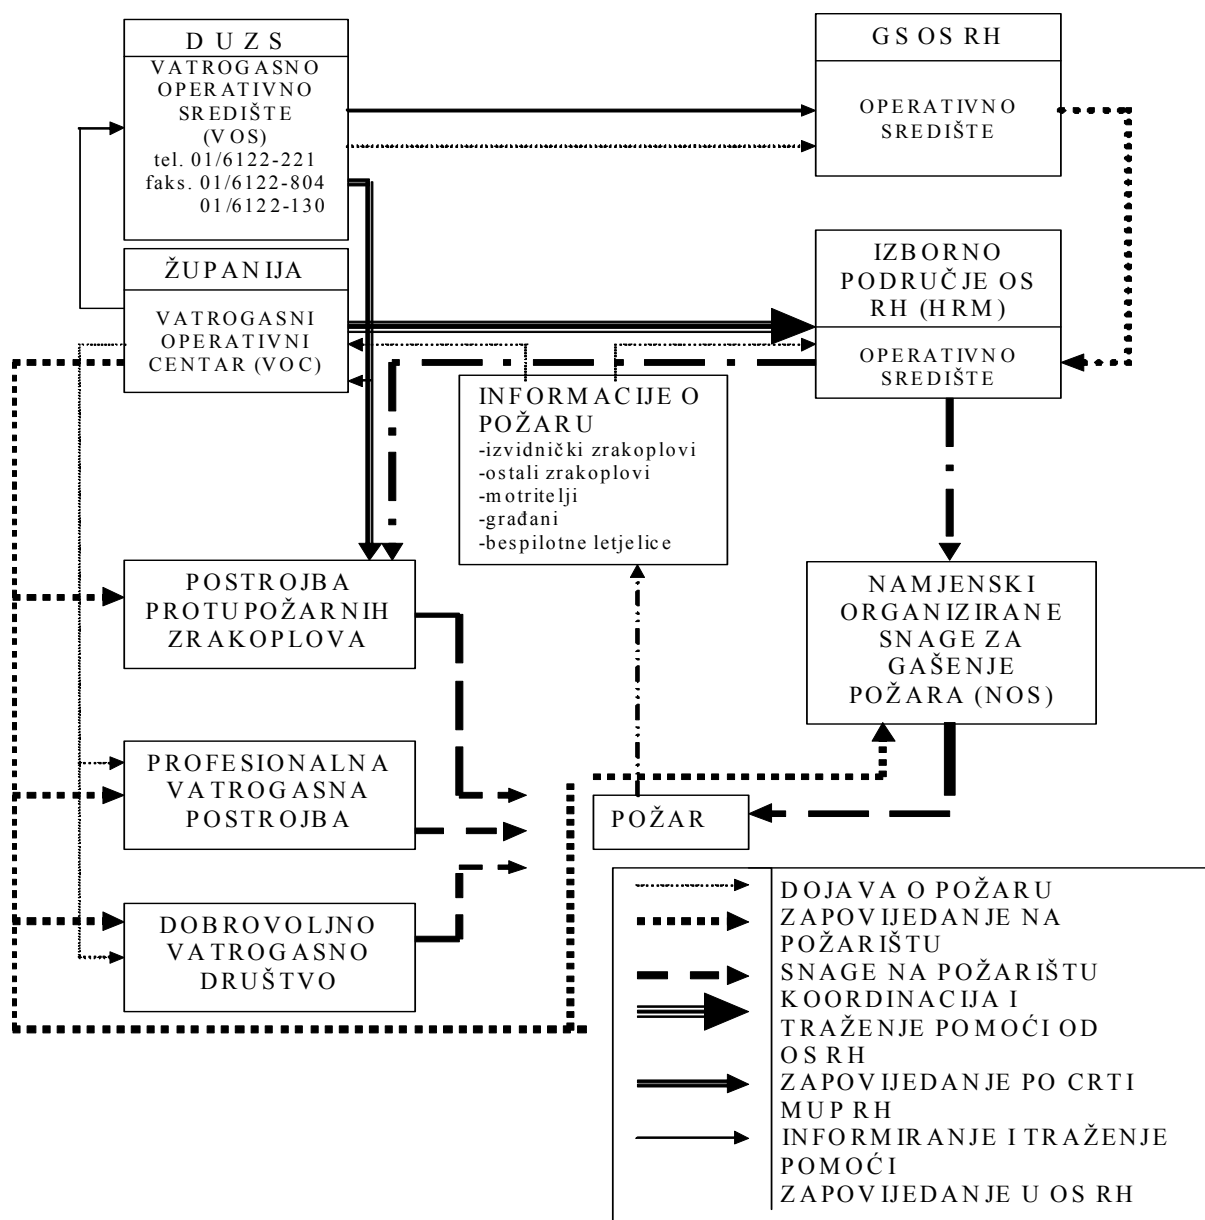 DUZS
VATROGASNO
OPERATIVNO
SREDIŠTE
(VOS)
tel. 01/6122-221
faks. 01/6122-804
01/6122-130
GS OS RH
OPERATIVNO
SREDIŠTE
ŽUPANIJA
VATROGASNI
OPERATIVNI
CENTAR (VOC)
IZBORNO
PODRUČJE OS
RH (HRM)
OPERATIVNO
SREDIŠTE
INFORMACIJE O
POŽARU
-izvidnički zrakoplovi
-ostali zrakoplovi
-motritelji
-građani
-bespilotne letjelice
POSTROJBA
PROTUPOŽARNIH
ZRAKOPLOVA
NAMJENSKI
ORGANIZIRANE
SNAGE ZA
GAŠENJE
POŽARA (NOS)
PROFESIONALNA
VATROGASNA
POSTROJBA
POŽAR
DOBROVOLJNO
VATROGASNO
DRUŠTVO
DOJAVA O POŽARU
ZAPOVIJEDANJE NA
POŽARIŠTU
SNAGE NA POŽARIŠTU
KOORDINACIJA I
TRAŽENJE POMOĆI OD
OS RH
ZAPOVIJEDANJE PO CRTI
MUP RH
INFORMIRANJE I TRAŽENJE
POMOĆI
ZAPOVIJEDANJE U OS RH